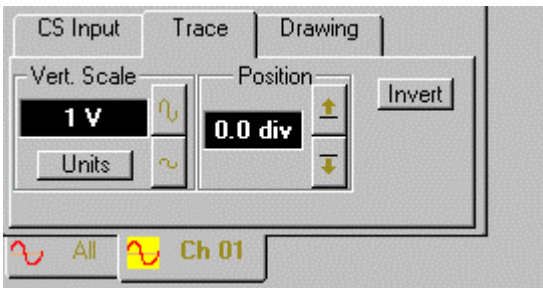 CS Input Trace Drawing
Vert. Scale Position
Invert
1 V
0.0 div
Units
All Ch 01